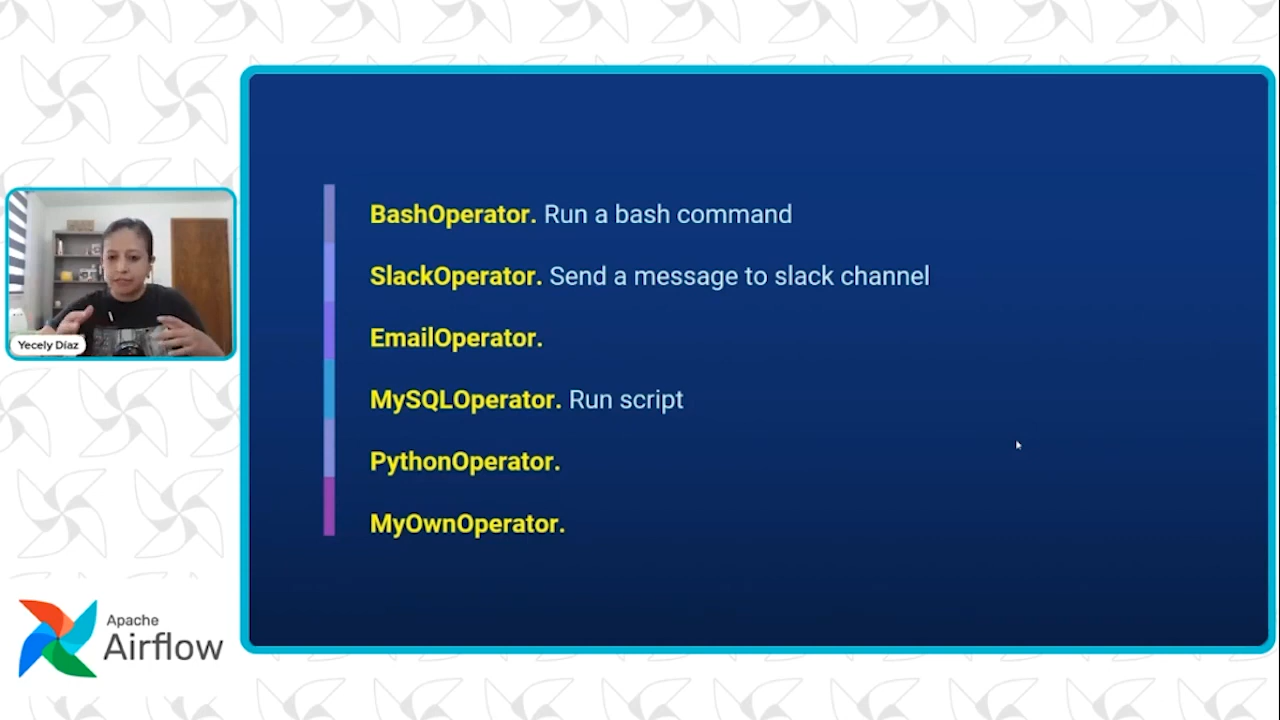 BashOperator. Run a bash command
SlackOperator. Send a message to slack channel
EmailOperator.
MySQLOperator. Run script
PythonOperator.
MyOwnOperator.
Yecely Díaz
Apache
Airflow